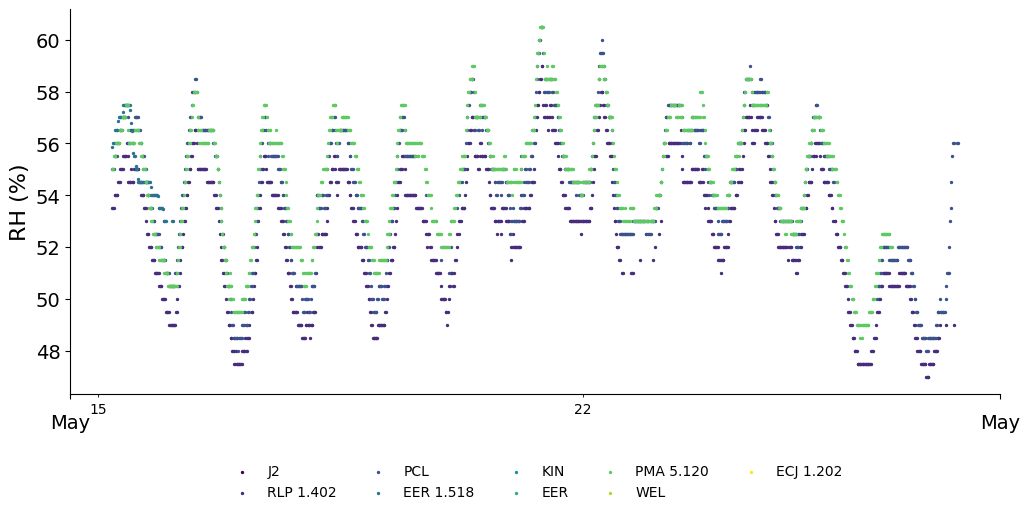 RH (%)
60
58
56
54
52
50
48
15
22
May
May
J2
PCL
KIN
PMA 5.120
ECJ 1.202
RLP 1.402
EER 1.518
EER
WEL